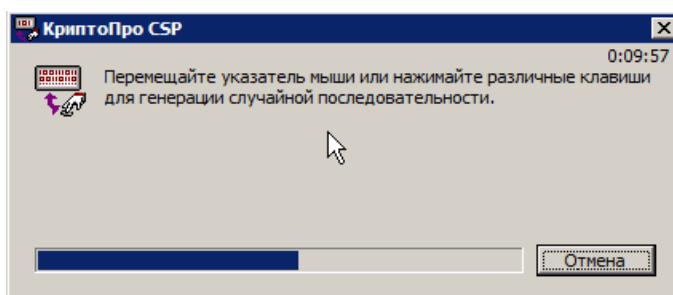 КриптоПро CSP
0:09:57
Перемещайте указатель мыши или нажимайте различные клавиши
для генерации случайной последовательности.
Отмена